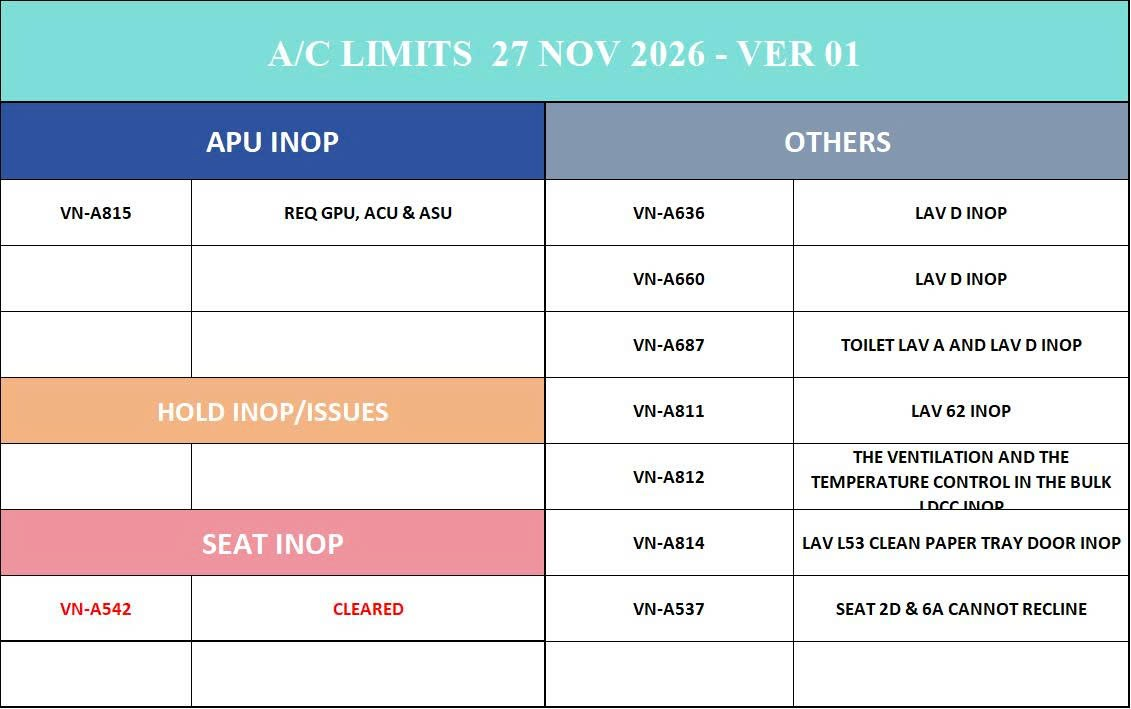 A/C LIMITS 27 NOV 2026 - VER 01
APU INOP
OTHERS
VN-A815
REQ GPU, ACU & ASU
VN-A636
LAV D INOP
VN-A660
LAV D INOP
VN-A687
TOILET LAV A AND LAV D INOP
HOLD INOP/ISSUES
VN-A811
LAV 62 INOP
VN-A812
THE VENTILATION AND THE
TEMPERATURE CONTROL IN THE BULK
LDCC INOP
SEAT INOP
VN-A814
LAV L53 CLEAN PAPER TRAY DOOR INOP
VN-A542
CLEARED
VN-A537
SEAT 2D & 6A CANNOT RECLINE